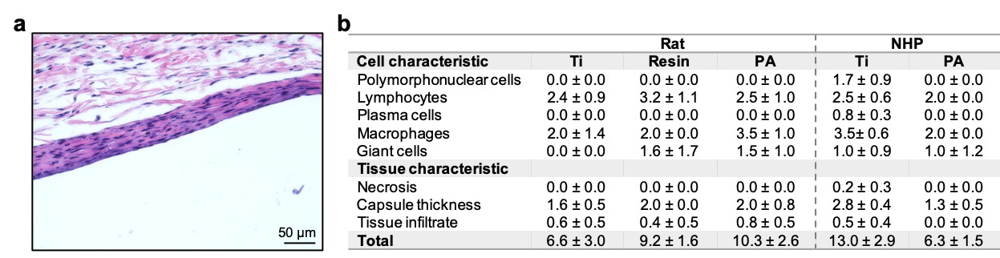 a
50 µm
b
Rat NHP
Cell characteristic Ti Resin PA Ti PA
Polymorphonuclear cells 0.0 ± 0.0 0.0 ± 0.0 0.0 ± 0.0 1.7 ± 0.9 0.0 ± 0.0
Lymphocytes 2.4 ± 0.9 3.2 ± 1.1 2.5 ± 1.0 2.5 ± 0.6 2.0 ± 0.0
Plasma cells 0.0 ± 0.0 0.0 ± 0.0 0.0 ± 0.0 0.8 ± 0.3 0.0 ± 0.0
Macrophages 2.0 ± 1.4 2.0 ± 0.0 3.5 ± 1.0 3.5± 0.6 2.0 ± 0.0
Giant cells 0.0 ± 0.0 1.6 ± 1.7 1.5 ± 1.0 1.0 ± 0.9 1.0 ± 1.2
Tissue characteristic
Necrosis 0.0 ± 0.0 0.0 ± 0.0 0.0 ± 0.0 0.2 ± 0.3 0.0 ± 0.0
Capsule thickness 1.6 ± 0.5 2.0 ± 0.0 2.0 ± 0.8 2.8 ± 0.4 1.3 ± 0.5
Tissue infiltrate 0.6 ± 0.5 0.4 ± 0.5 0.8 ± 0.5 0.5 ± 0.4 0.0 ± 0.0
Total 6.6 ± 3.0 9.2 ± 1.6 10.3 ± 2.6 13.0 ± 2.9 6.3 ± 1.5